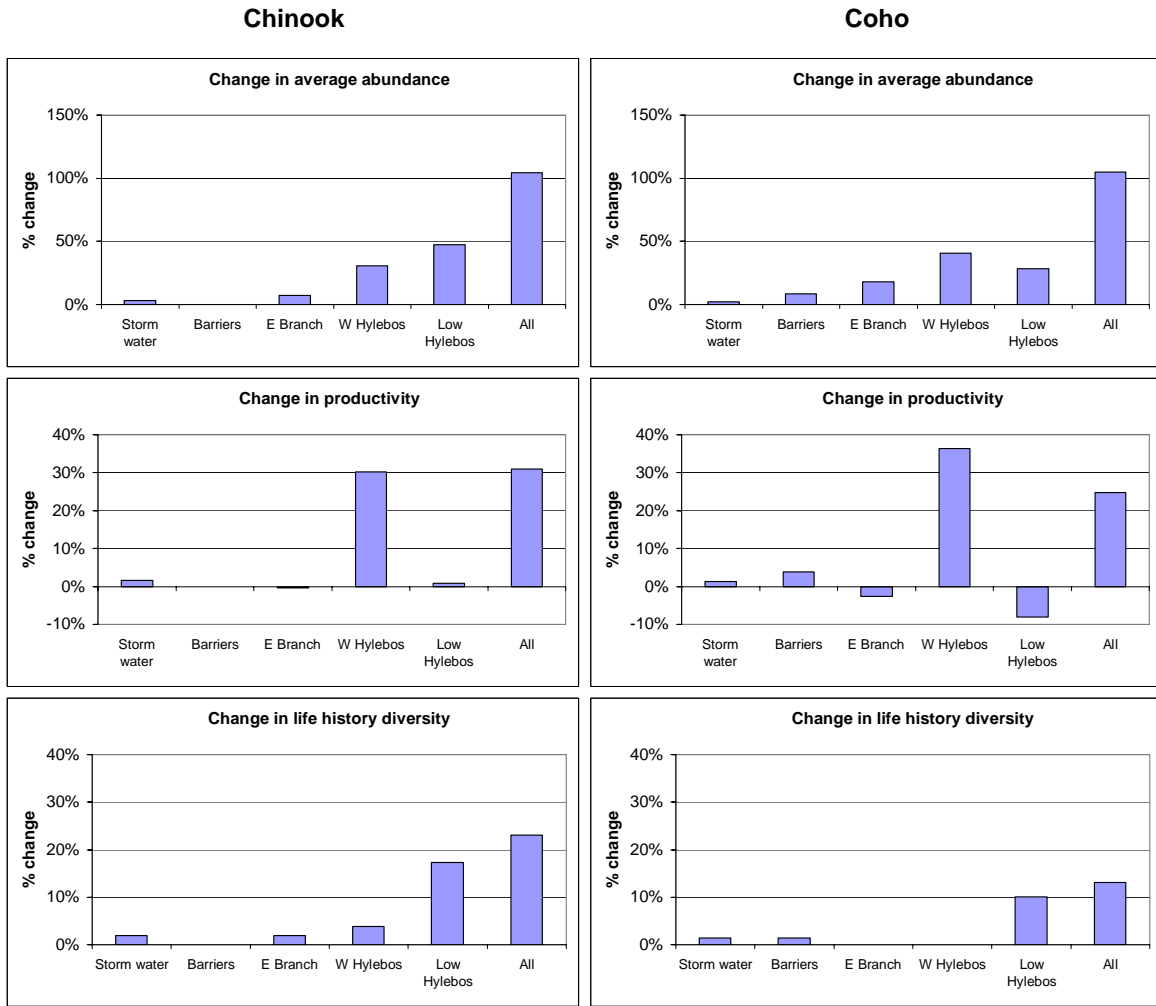 Chinook
Coho
Change in average abundance
% change
150%
100%
50%
0%
Storm
water
Barriers
E Branch
W Hylebos
Low
Hylebos
All
Change in average abundance
% change
150%
100%
50%
0%
Storm
water
Barriers
E Branch
W Hylebos
Low
Hylebos
All
Change in productivity
% change
40%
30%
20%
10%
0%
-10%
Storm
water
Barriers
E Branch
W Hylebos
Low
Hylebos
All
Change in productivity
% change
40%
30%
20%
10%
0%
-10%
Storm
water
Barriers
E Branch
W Hylebos
Low
Hylebos
All
Change in life history diversity
% change
40%
30%
20%
10%
0%
Storm water
Barriers
E Branch
W Hylebos
Low
Hylebos
All
Change in life history diversity
% change
40%
30%
20%
10%
0%
Storm water
Barriers
E Branch
W Hylebos
Low
Hylebos
All